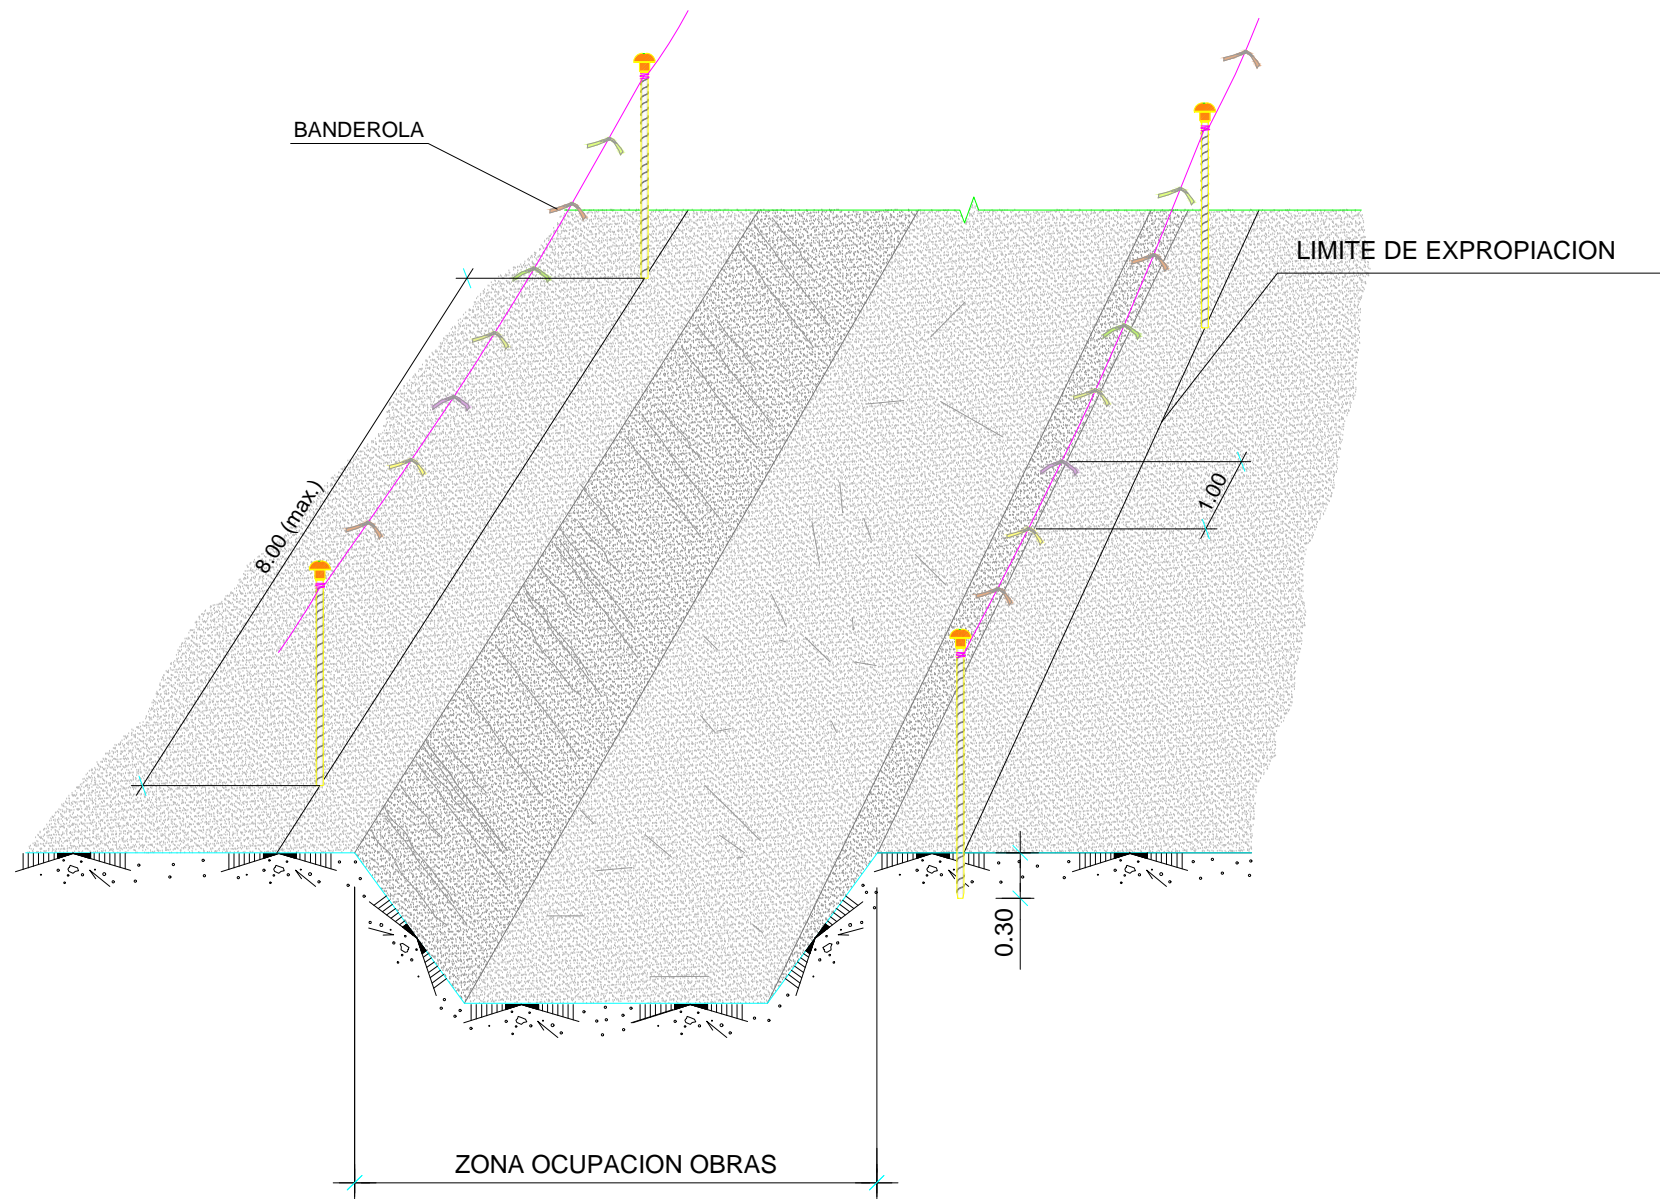 BANDEROLA
LIMITE DE EXPROPIACION
8.00 (max.)
1.00
0.30
ZONA OCUPACION OBRAS